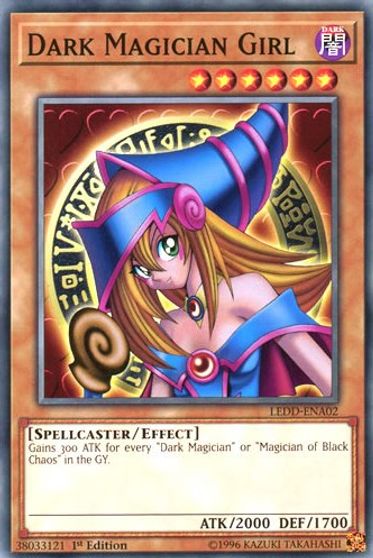 DARK MAGICIAN GIRL
DARK
闇
LEDD-ENA02
[SPELLCASTER/EFFECT]
Gains 300 ATK for every "Dark Magician" or "Magician of Black
Chaos" in the GY.
ATK/2000 DEF/1700
38033121 1st Edition
©1996 KAZUKI TAKAHASHI